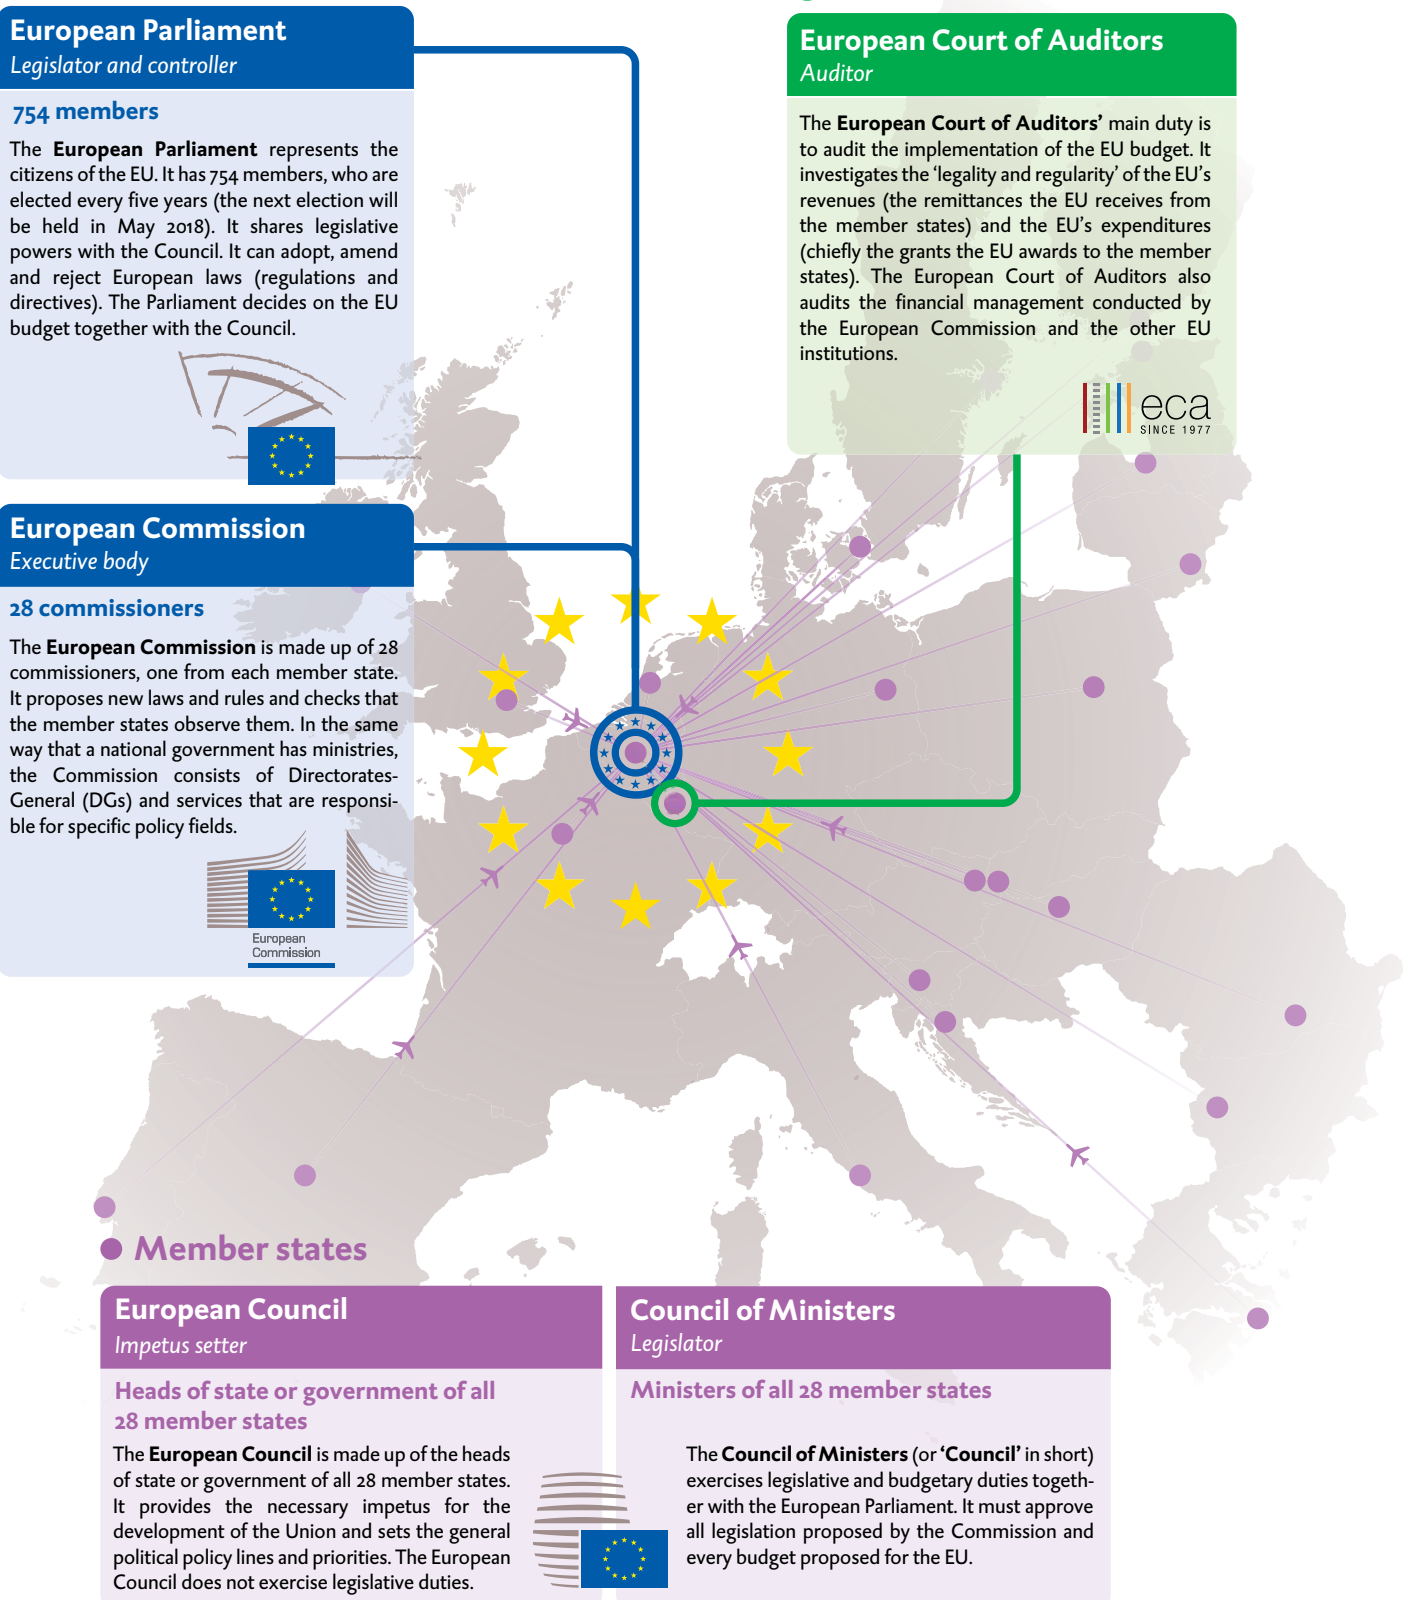 European Parliament
Legislator and controller
754 members
The European Parliament represents the
citizens of the EU. It has 754 members, who are
elected every five years (the next election will
be held in May 2018). It shares legislative
powers with the Council. It can adopt, amend
and reject European laws (regulations and
directives). The Parliament decides on the EU
budget together with the Council.
European Court of Auditors
Auditor
The European Court of Auditors’ main duty is
to audit the implementation of the EU budget. It
investigates the ‘legality and regularity’ of the EU’s
revenues (the remittances the EU receives from
the member states) and the EU’s expenditures
(chiefly the grants the EU awards to the member
states). The European Court of Auditors also
audits the financial management conducted by
the European Commission and the other EU
institutions.
eca
SINCE 1977
European Commission
Executive body
28 commissioners
The European Commission is made up of 28
commissioners, one from each member state.
It proposes new laws and rules and checks that
the member states observe them. In the same
way that a national government has ministries,
the Commission consists of Directorates-
General (DGs) and services that are responsi-
ble for specific policy fields.
European
Commission
Member states
European Council
Impetus setter
Heads of state or government of all
28 member states
The European Council is made up of the heads
of state or government of all 28 member states.
It provides the necessary impetus for the
development of the Union and sets the general
political policy lines and priorities. The European
Council does not exercise legislative duties.
Council of Ministers
Legislator
Ministers of all 28 member states
The Council of Ministers (or ‘Council’ in short)
exercises legislative and budgetary duties togeth-
er with the European Parliament. It must approve
all legislation proposed by the Commission and
every budget proposed for the EU.